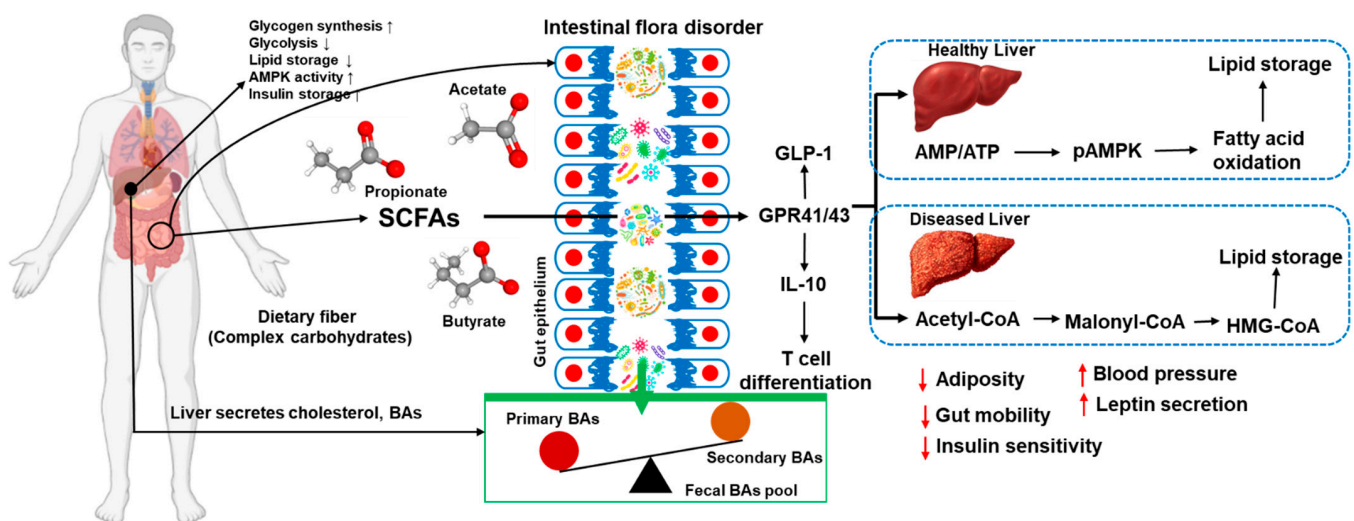 Glycogen synthesis ↑
Glycolysis ↓
Lipid storage ↓
AMPK activity ↑
Insulin storage ↑
Intestinal flora disorder
Acetate
Propionate
SCFAs
Butyrate
Dietary fiber
(Complex carbohydrates)
Gut epithelium
Liver secretes cholesterol, BAs
Primary BAs
Secondary BAs
Fecal BAs pool
GLP-1
GPR41/43
IL-10
T cell
differentiation
Healthy Liver
Lipid storage
AMP/ATP
pAMPK
Fatty acid
oxidation
Diseased Liver
Lipid storage
Acetyl-CoA
Malonyl-CoA
HMG-CoA
↓ Adiposity
↑ Blood pressure
↓ Gut mobility
↑ Leptin secretion
↓ Insulin sensitivity